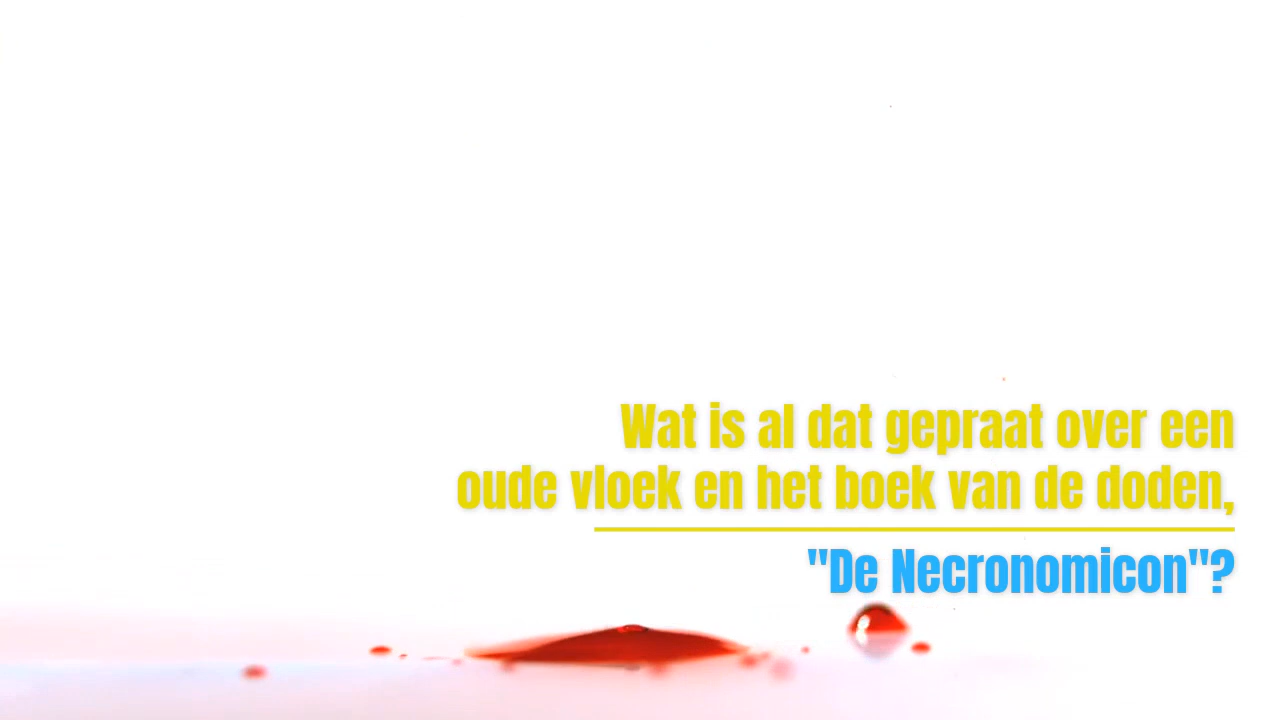 Wat is al dat gepraat over een
oude vloek en het boek van de doden,
"De Necronomicon"?